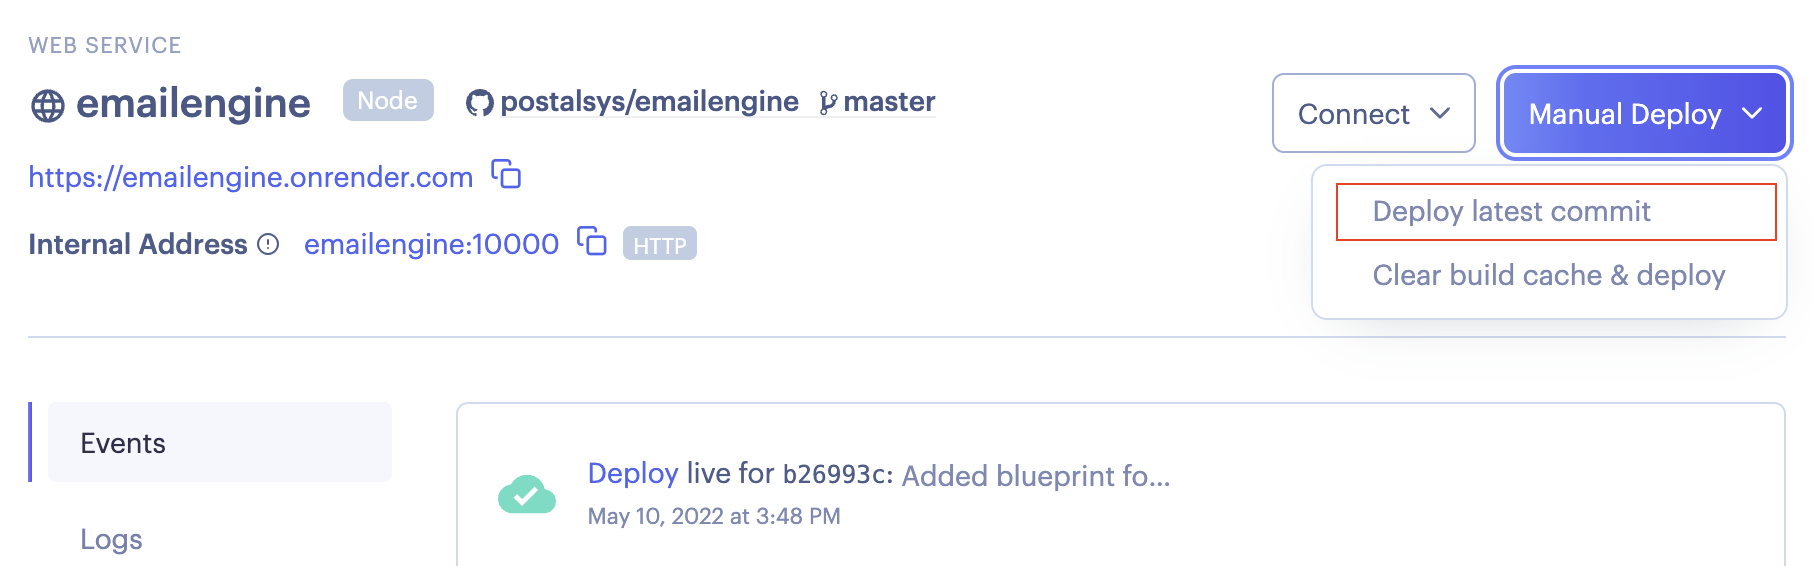 WEB SERVICE
emailengine Node postalsys/emailengine master
Connect Manual Deploy
https://emailengine.onrender.com
Deploy latest commit
Internal Address emailengine:10000 HTTP
Clear build cache & deploy
Events
Deploy live for b26993c: Added blueprint fo...
May 10, 2022 at 3:48 PM
Logs